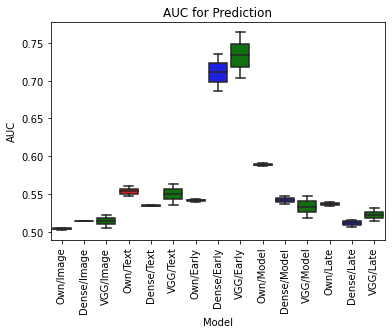 AUC for Prediction
AUC
0.75
0.70
0.65
0.60
0.55
0.50
Own/Image
Dense/Image
VGG/Image
Own/Text
Dense/Text
VGG/Text
Own/Early
Dense/Early
VGG/Early
Own/Model
Dense/Model
VGG/Model
Own/Late
Dense/Late
VGG/Late
Model